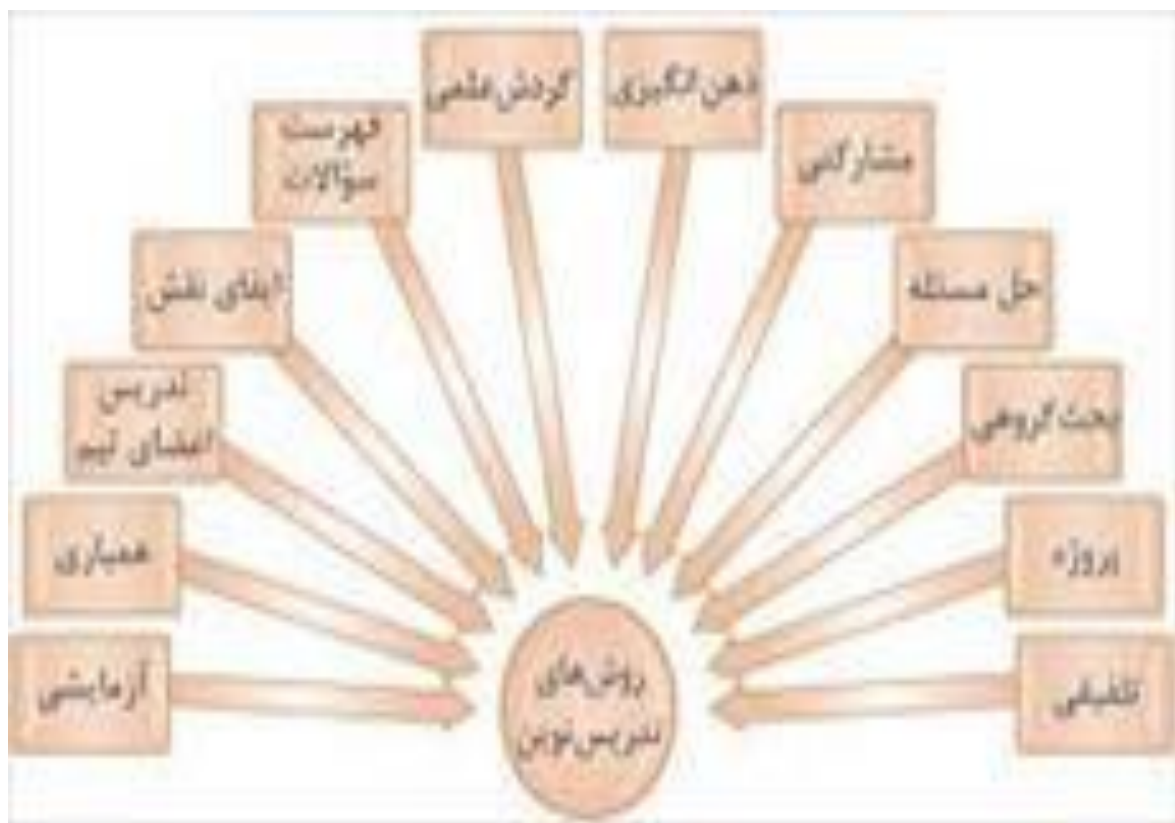 ذهن انگیزی
مشارکتی
حل مسئله
بحث گروهی
پروژه
تلفیقی
گردش علمی
فهرست
سؤالات
ایفای نقش
تدریس
اعضای تیم
همیاری
آزمایشی
روش‌های
تدریس نوین